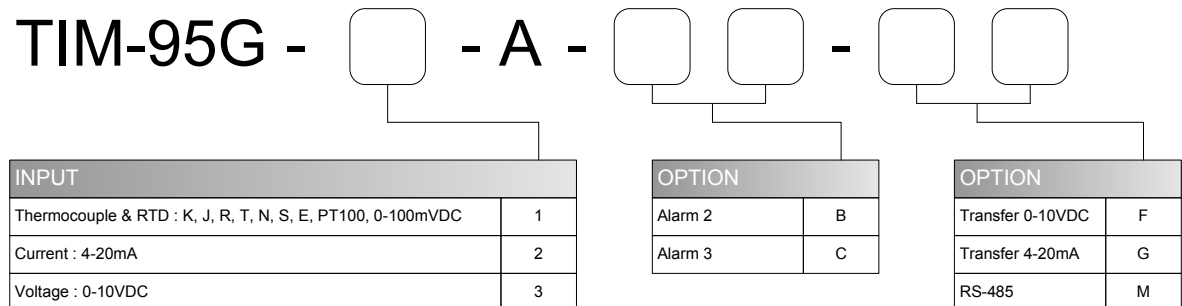 TIM-95G - - A - -
INPUT
Thermocouple & RTD : K, J, R, T, N, S, E, PT100, 0-100mVDC 1
Current : 4-20mA 2
Voltage : 0-10VDC 3
OPTION
Alarm 2 B
Alarm 3 C
OPTION
Transfer 0-10VDC F
Transfer 4-20mA G
RS-485 M